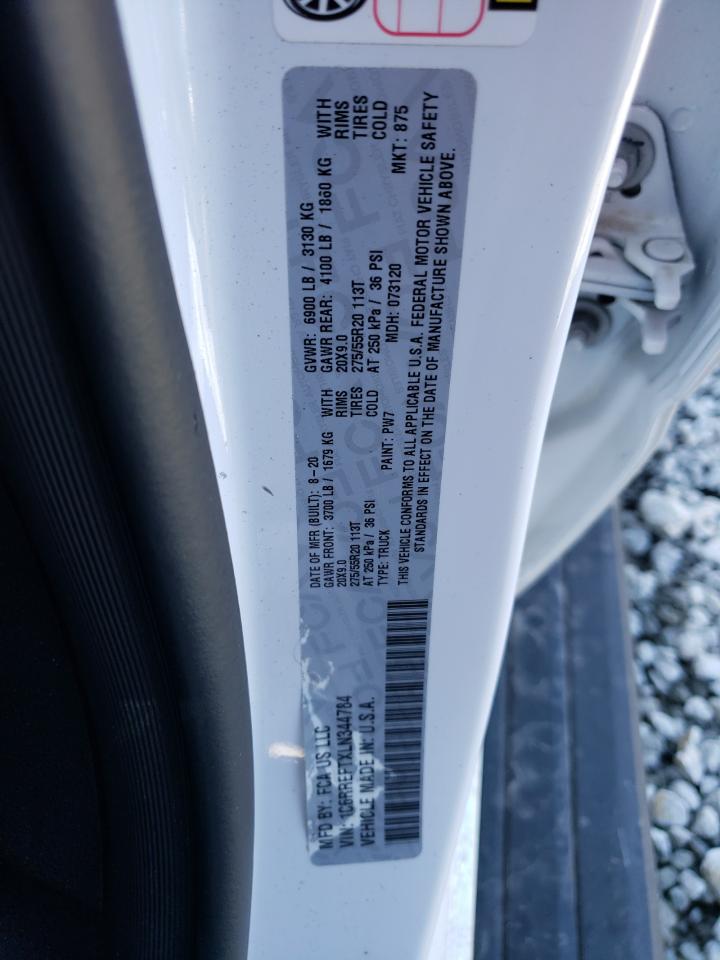 MFD BY: FCA US LLC
VIN: 1C6RREFTXLN344784
VEHICLE MADE IN: U.S.A.
DATE OF MFR (BUILT): 8-20 GVWR: 6900 LB / 3130 KG
GAWR FRONT: 3700 LB / 1679 KG WITH GAWR REAR: 4100 LB / 1860 KG WITH
20X9.0 RIMS 20X9.0 RIMS
275/55R20 113T TIRES 275/55R20 113T TIRES
AT 250 kPa / 36 PSI COLD AT 250 kPa / 36 PSI COLD
TYPE: TRUCK PAINT: PW7 MDH: 073120 MKT: 875
THIS VEHICLE CONFORMS TO ALL APPLICABLE U.S.A. FEDERAL MOTOR VEHICLE SAFETY
STANDARDS IN EFFECT ON THE DATE OF MANUFACTURE SHOWN ABOVE.